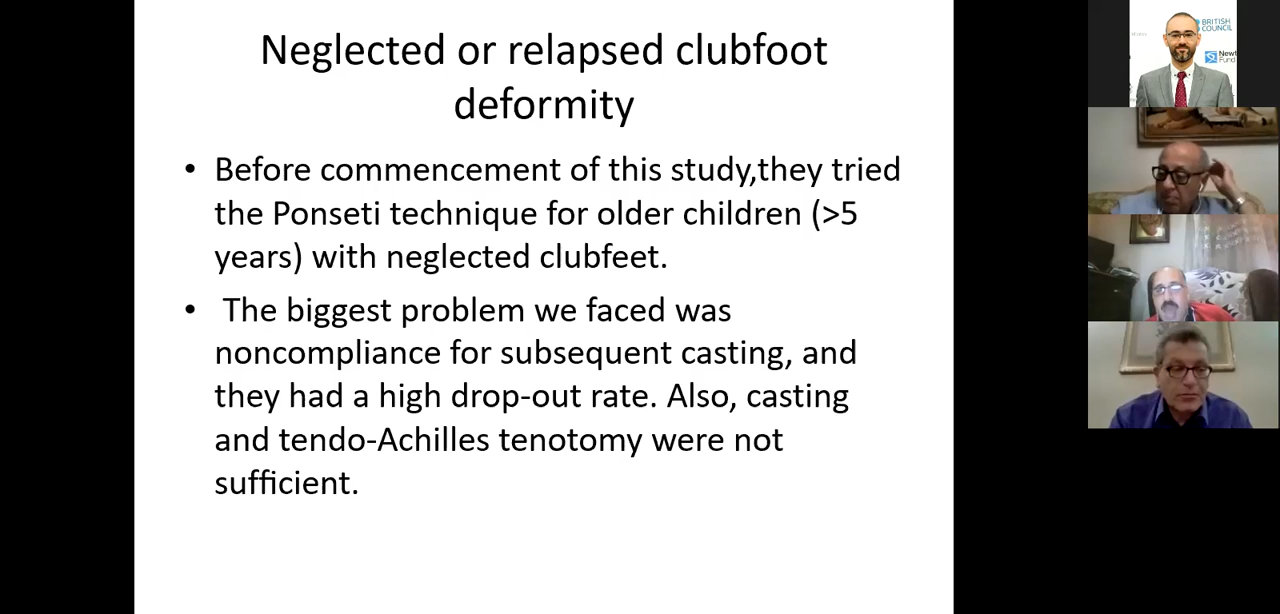 Neglected or relapsed clubfoot
deformity
• Before commencement of this study,they tried
the Ponseti technique for older children (>5
years) with neglected clubfeet.
• The biggest problem we faced was
noncompliance for subsequent casting, and
they had a high drop-out rate. Also, casting
and tendo-Achilles tenotomy were not
sufficient.
BRITISH
COUNCIL
Fund